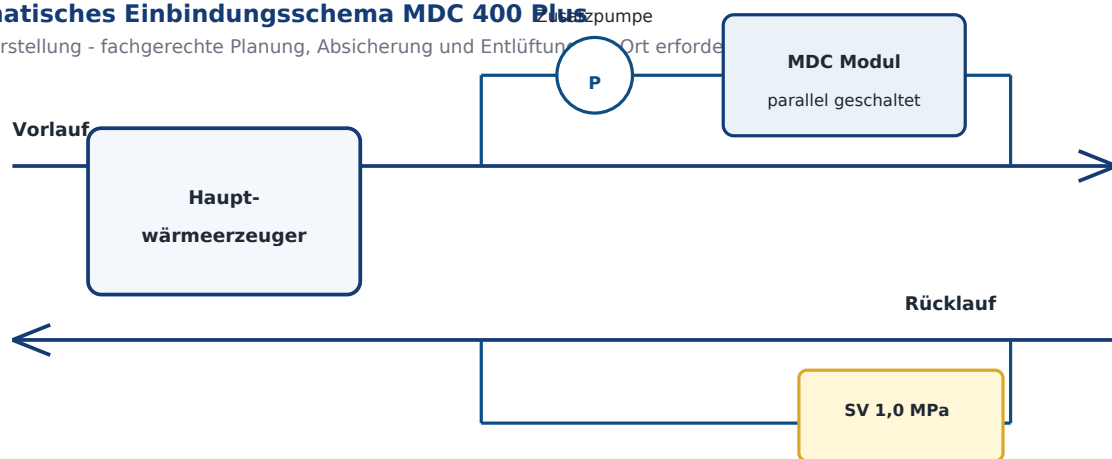 matisches Einbindungsschema MDC 400 Plus
Zusatzpumpe
rstellung - fachgerechte Planung, Absicherung und Entlüftung Ort erforde
P
MDC Modul
parallel geschaltet
Vorlauf
Haupt-
wärmeerzeuger
Rücklauf
SV 1,0 MPa